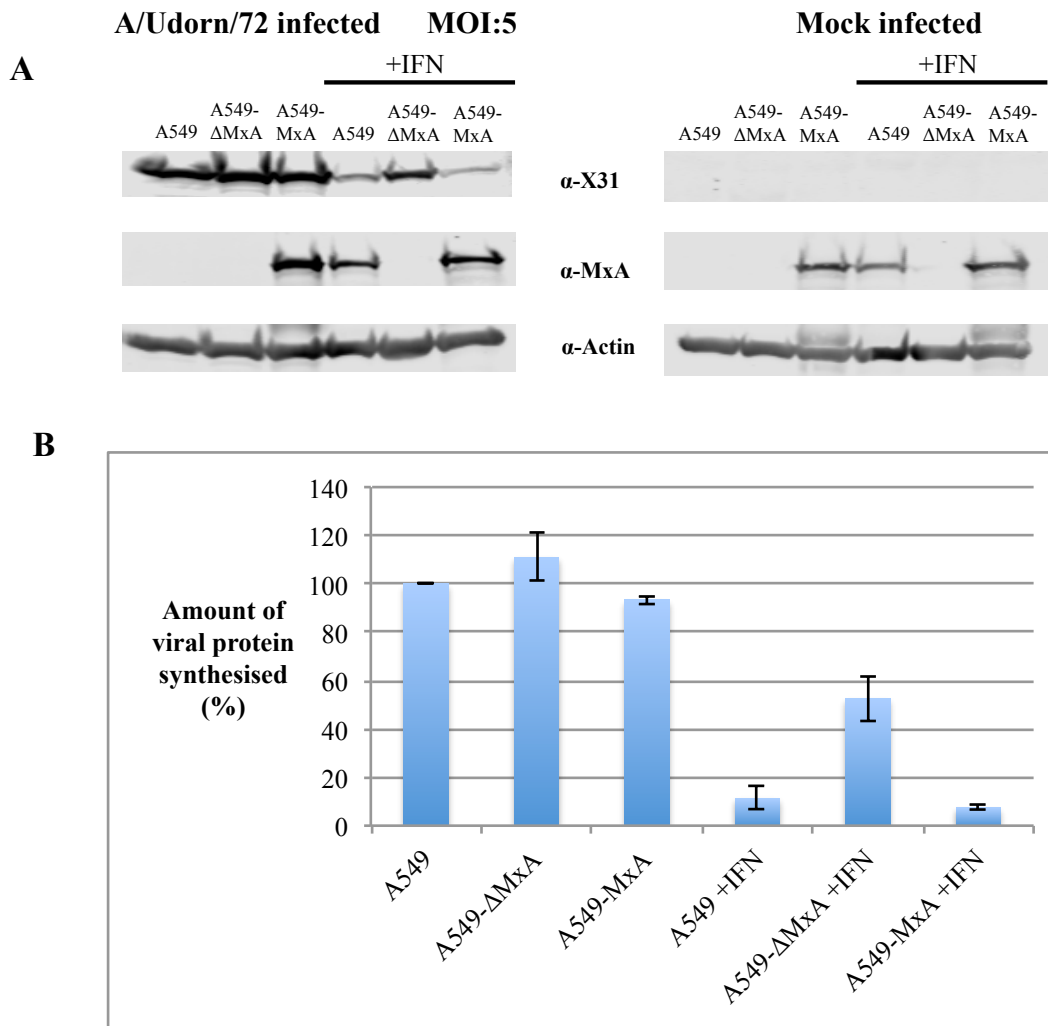 A/Udorn/72 infected MOI:5
Mock infected
A
+IFN
+IFN
A549
A549-
ΔMxA
A549-
MxA
A549
A549-
ΔMxA
A549-
MxA
A549
A549-
ΔMxA
A549-
MxA
A549
A549-
ΔMxA
A549-
MxA
α-X31
α-MxA
α-Actin
B
Amount of
viral protein
synthesised
(%)
140
120
100
80
60
40
20
0
A549
A549-ΔMxA
A549-MxA
A549 +IFN
A549-ΔMxA +IFN
A549-MxA +IFN